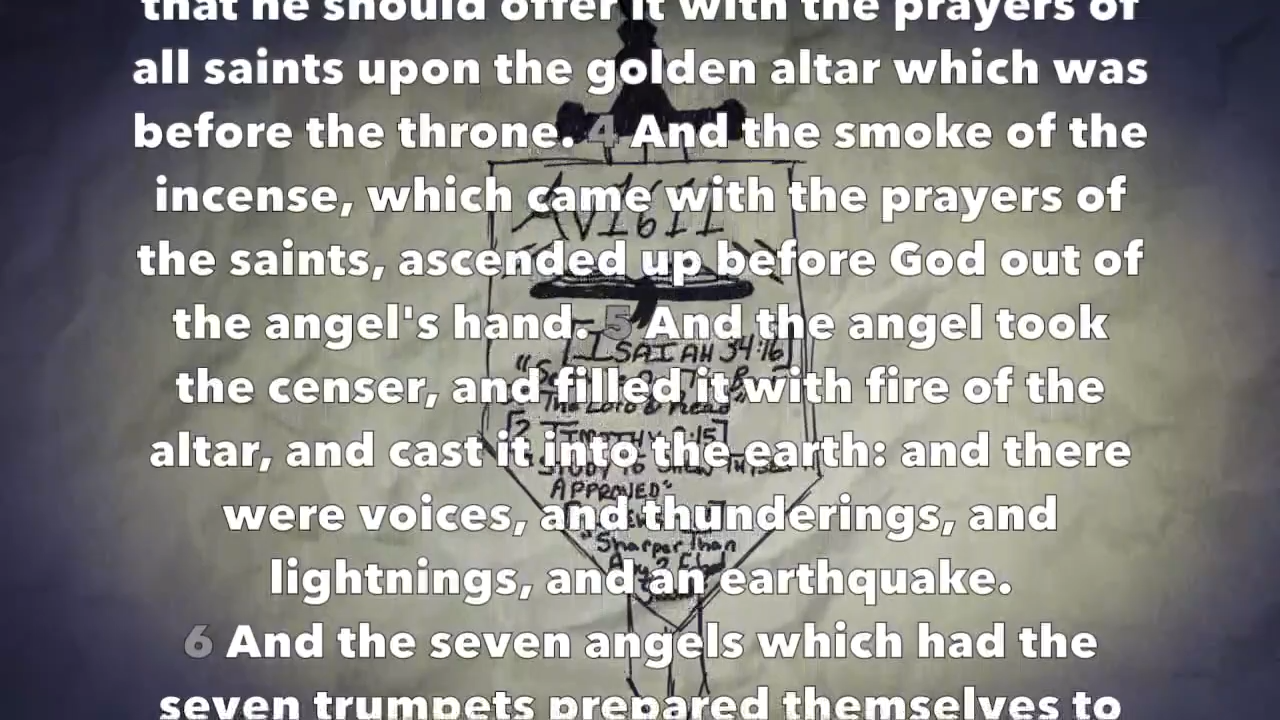 that he should offer it with the prayers of
all saints upon the golden altar which was
before the throne. 4 And the smoke of the
incense, which came with the prayers of
the saints, ascended up before God out of
the angel's hand. 5 And the angel took
the censer, and filled it with fire of the
altar, and cast it into the earth: and there
were voices, and thunderings, and
lightnings, and an earthquake.
6 And the seven angels which had the
seven trumpets prepared themselves to
AV1611
[ISAIAH 34:16]
The Lord & Read"
[2 TIMOTHY 2:15]
APPROVED"
"Sharper Than